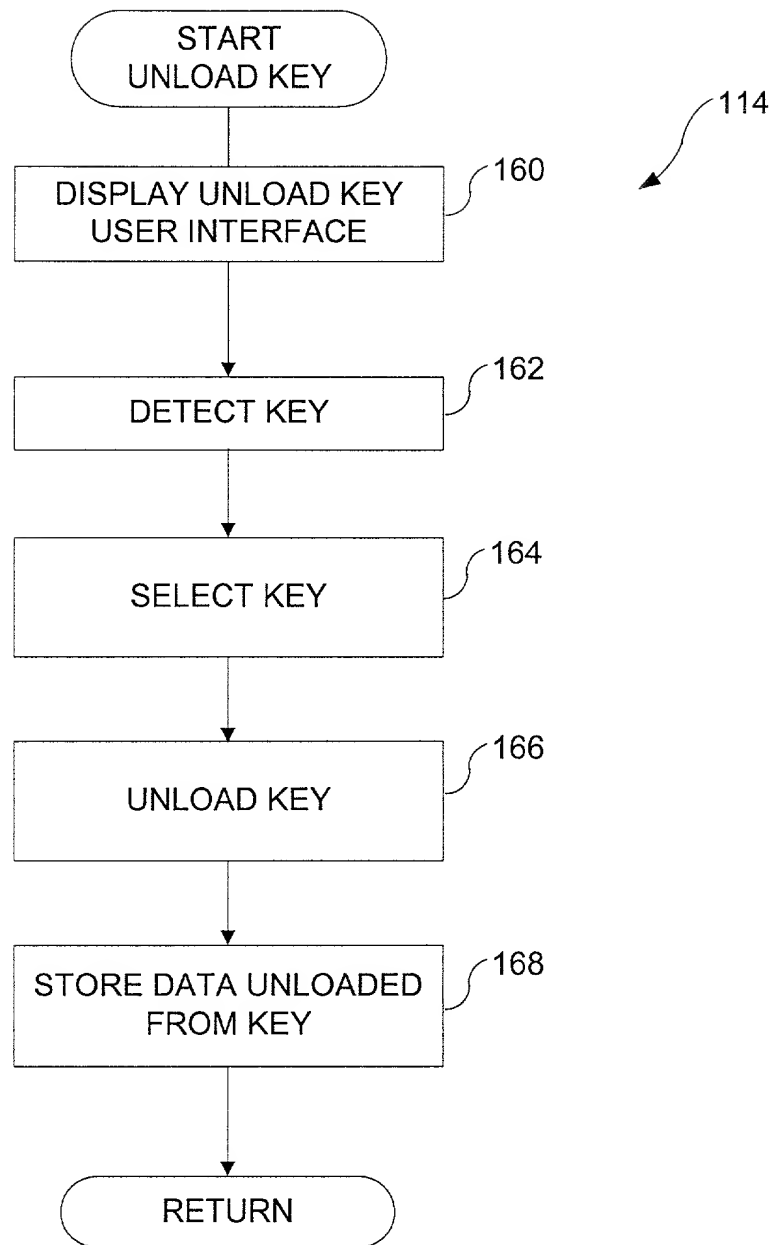 START
UNLOAD KEY
114
160
DISPLAY UNLOAD KEY
USER INTERFACE
162
DETECT KEY
164
SELECT KEY
166
UNLOAD KEY
168
STORE DATA UNLOADED
FROM KEY
RETURN